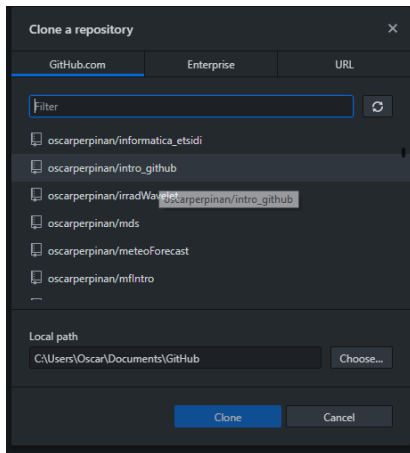 Clone a repository
GitHub.com Enterprise URL
Filter
oscarperpinan/informatica_etsidi
oscarperpinan/intro_github
oscarperpinan/irradWavelet
oscarperpinan/intro_github
oscarperpinan/mds
oscarperpinan/meteoForecast
oscarperpinan/mfIntro
Local path
C:\Users\Oscar\Documents\GitHub Choose...
Clone Cancel